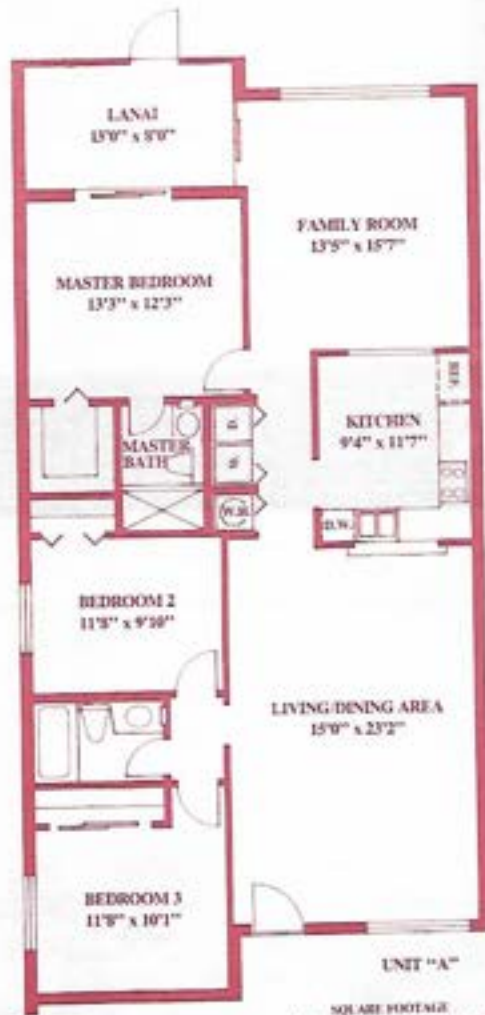 LANAI
13'0" x 8'0"
FAMILY ROOM
13'5" x 15'7"
MASTER BEDROOM
13'3" x 12'3"
D.
MASTER
BATH
KITCHEN
9'4" x 11'7"
REF.
W.H.
D.W.
BEDROOM 2
11'8" x 9'10"
LIVING/DINING AREA
15'0" x 23'2"
BEDROOM 3
11'8" x 10'1"
UNIT "A"
SQUARE FOOTAGE